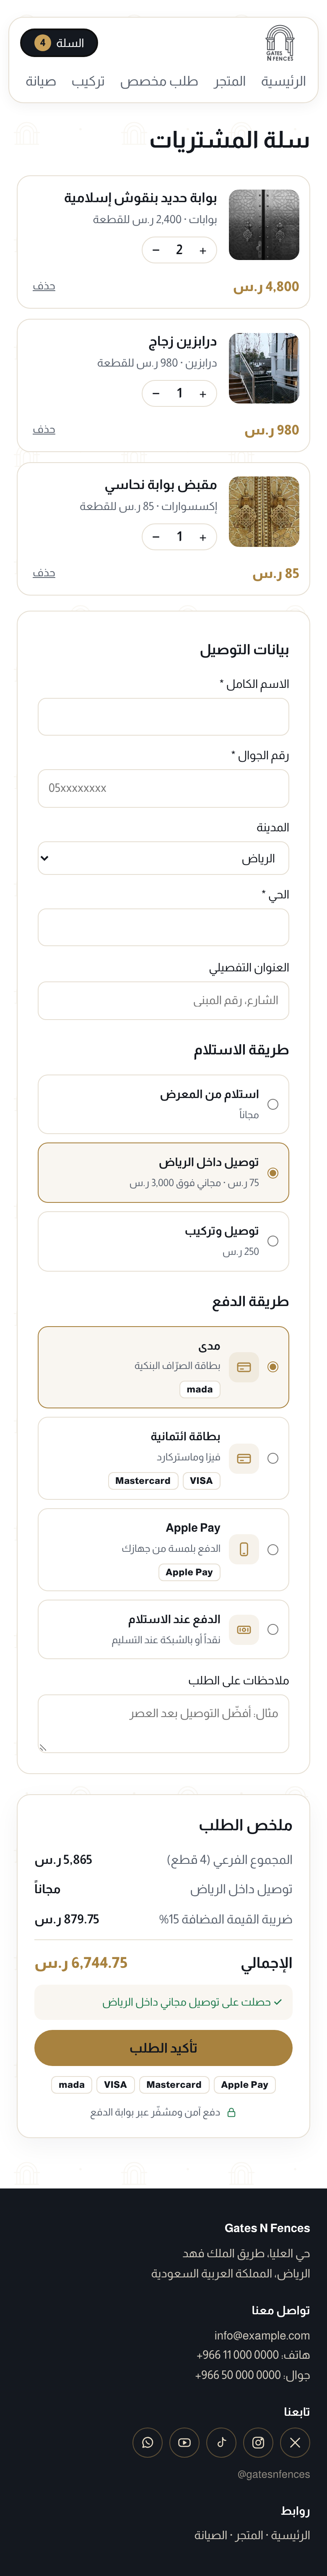 GATES
N FENCES
السلة 4
الرئيسية
المتجر
طلب مخصص
تركيب
صيانة
سلة المشتريات
بوابة حديد بنقوش إسلامية
بوابات · 2,400 ر.س للقطعة
+ 2 −
4,800 ر.س
حذف
درابزين زجاج
درابزين · 980 ر.س للقطعة
+ 1 −
980 ر.س
حذف
مقبض بوابة نحاسي
إكسسوارات · 85 ر.س للقطعة
+ 1 −
85 ر.س
حذف
بيانات التوصيل
الاسم الكامل *
رقم الجوال *
05xxxxxxxx
المدينة
الرياض
الحي *
العنوان التفصيلي
الشارع، رقم المبنى
طريقة الاستلام
استلام من المعرض
مجاناً
توصيل داخل الرياض
75 ر.س · مجاني فوق 3,000 ر.س
توصيل وتركيب
250 ر.س
طريقة الدفع
مدى
بطاقة الصرّاف البنكية
mada
بطاقة ائتمانية
فيزا وماستركارد
VISA
Mastercard
Apple Pay
الدفع بلمسة من جهازك
Apple Pay
الدفع عند الاستلام
نقداً أو بالشبكة عند التسليم
ملاحظات على الطلب
مثال: أفضّل التوصيل بعد العصر
ملخص الطلب
المجموع الفرعي (4 قطع)
5,865 ر.س
توصيل داخل الرياض
مجاناً
ضريبة القيمة المضافة 15%
879.75 ر.س
الإجمالي
6,744.75 ر.س
✓ حصلت على توصيل مجاني داخل الرياض
تأكيد الطلب
Apple Pay
Mastercard
VISA
mada
دفع آمن ومشفّر عبر بوابة الدفع
Gates N Fences
حي العليا، طريق الملك فهد
الرياض، المملكة العربية السعودية
تواصل معنا
info@example.com
هاتف: 0000 000 11 966+
جوال: 0000 000 50 966+
تابعنا
@gatesnfences
روابط
الرئيسية · المتجر · الصيانة